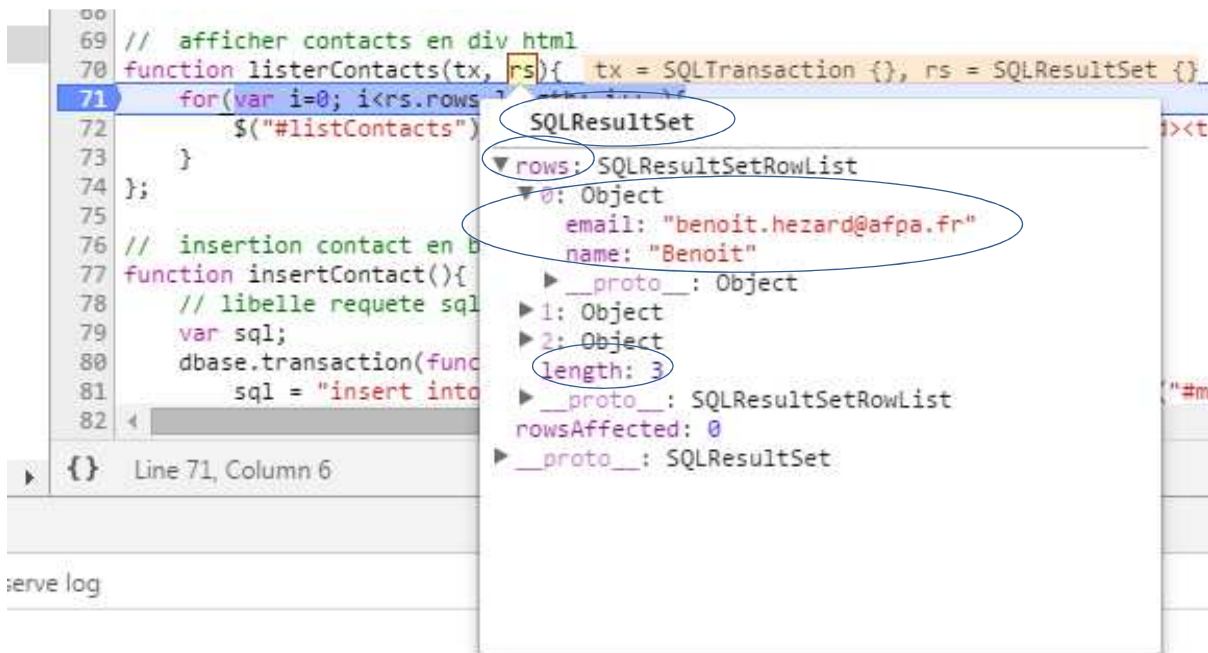 68
69 // afficher contacts en div html
70 function listerContacts(tx, rs){ tx = SQLTransaction {}, rs = SQLResultSet {}
71 for(var i=0; i<rs.rows
72 $("#listContacts") d><t
73 }
74 };
75
76 // insertion contact en b
77 function insertContact(){
78 // libelle requete sql
79 var sql;
80 dbase.transaction(func
81 sql = "insert into ("#m
82
SQLResultSet
▼ rows: SQLResultSetRowList
▼ 0: Object
email: "benoit.hezard@afpa.fr"
name: "Benoit"
▶ __proto__: Object
▶ 1: Object
▶ 2: Object
length: 3
▶ __proto__: SQLResultSetRowList
rowsAffected: 0
▶ __proto__: SQLResultSet
{} Line 71, Column 6
serve log